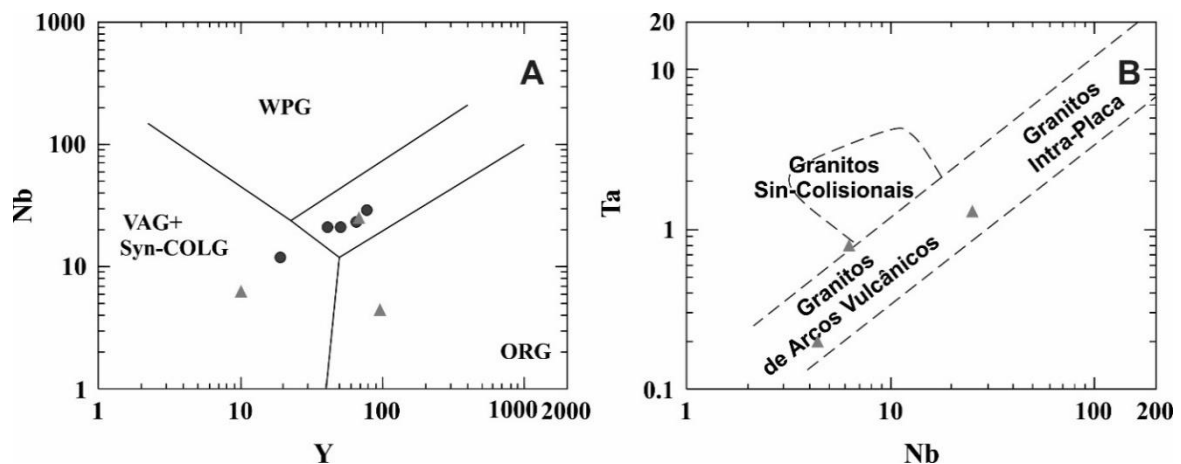 1000
100
10
1
Nb
A
WPG
VAG+
Syn-COLG
ORG
1
10
100
1000 2000
Y
20
10
1
0.1
Ta
B
Granitos
Intra-Placa
Granitos
Sin-Colisionais
Granitos
de Arcos Vulcânicos
1
10
100
200
Nb